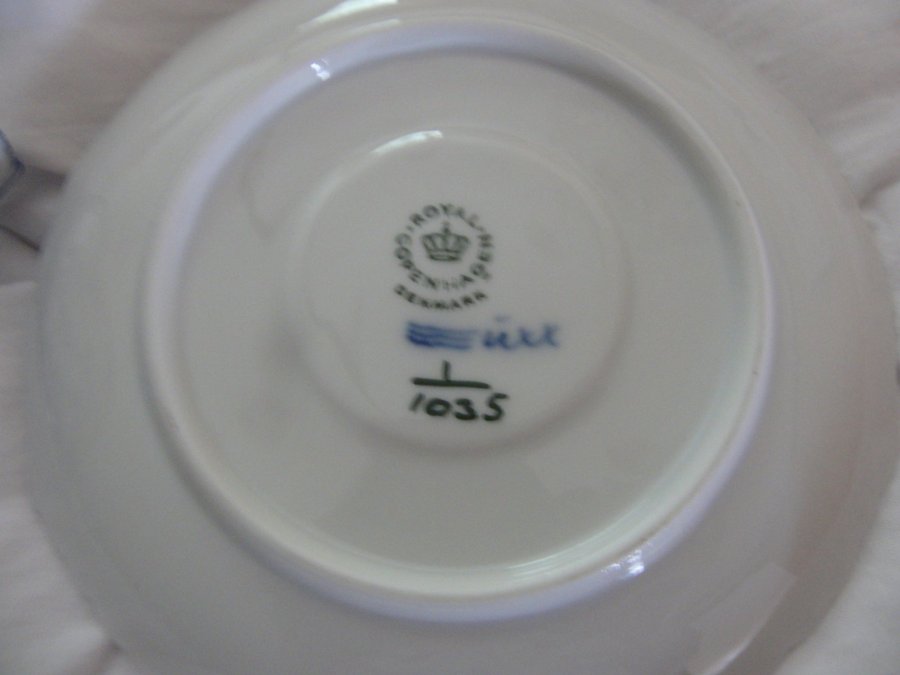 ROYAL COPENHAGEN
DENMARK
1
1035